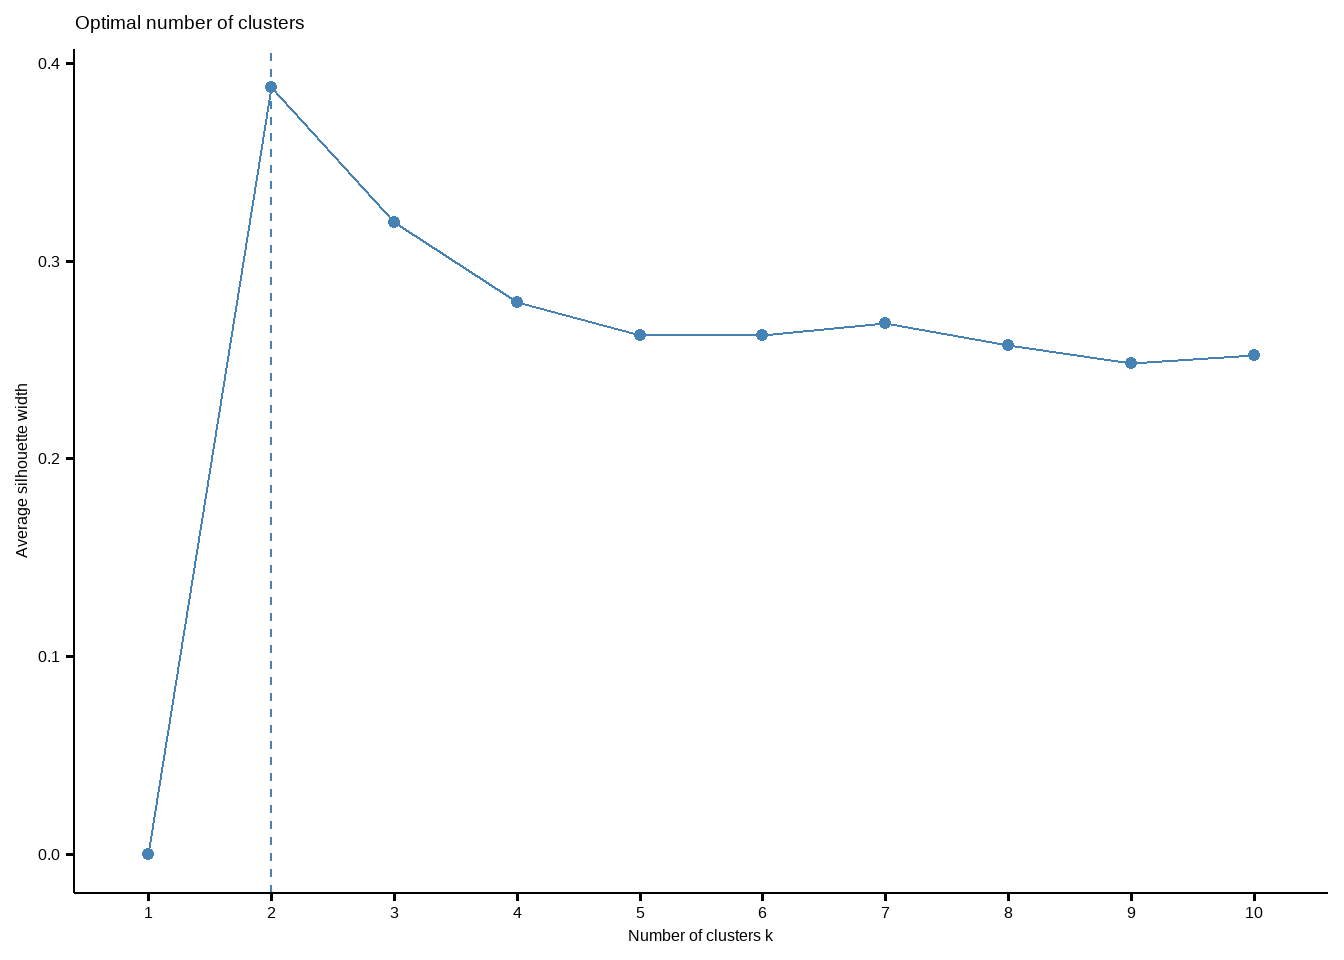 Optimal number of clusters
0.4
0.3
0.2
0.1
0.0
Average silhouette width
1 2 3 4 5 6 7 8 9 10
Number of clusters k